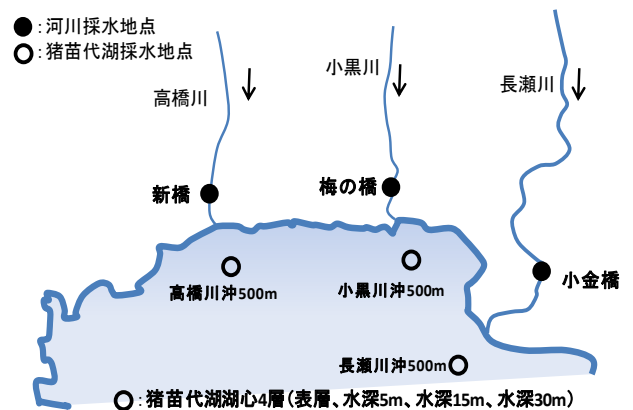 ●：河川採水地点
○：猪苗代湖採水地点
高橋川
小黒川
長瀬川
新橋
梅の橋
小金橋
高橋川沖500m
小黒川沖500m
長瀬川沖500m
○：猪苗代湖湖心4層（表層、水深5m、水深15m、水深30m）